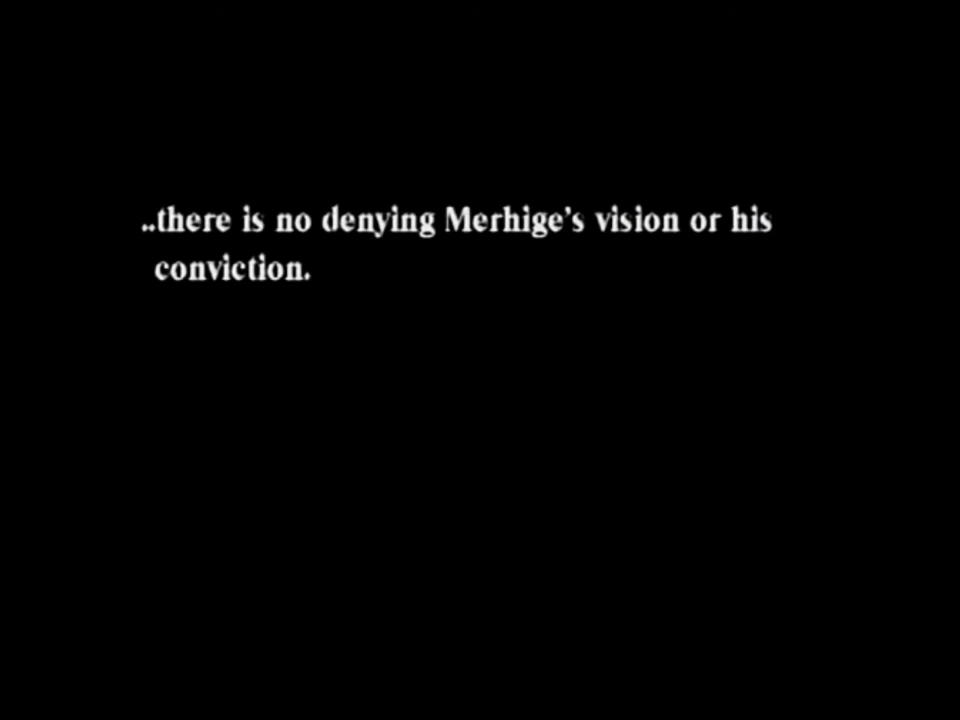 ..there is no denying Merhige's vision or his
conviction.